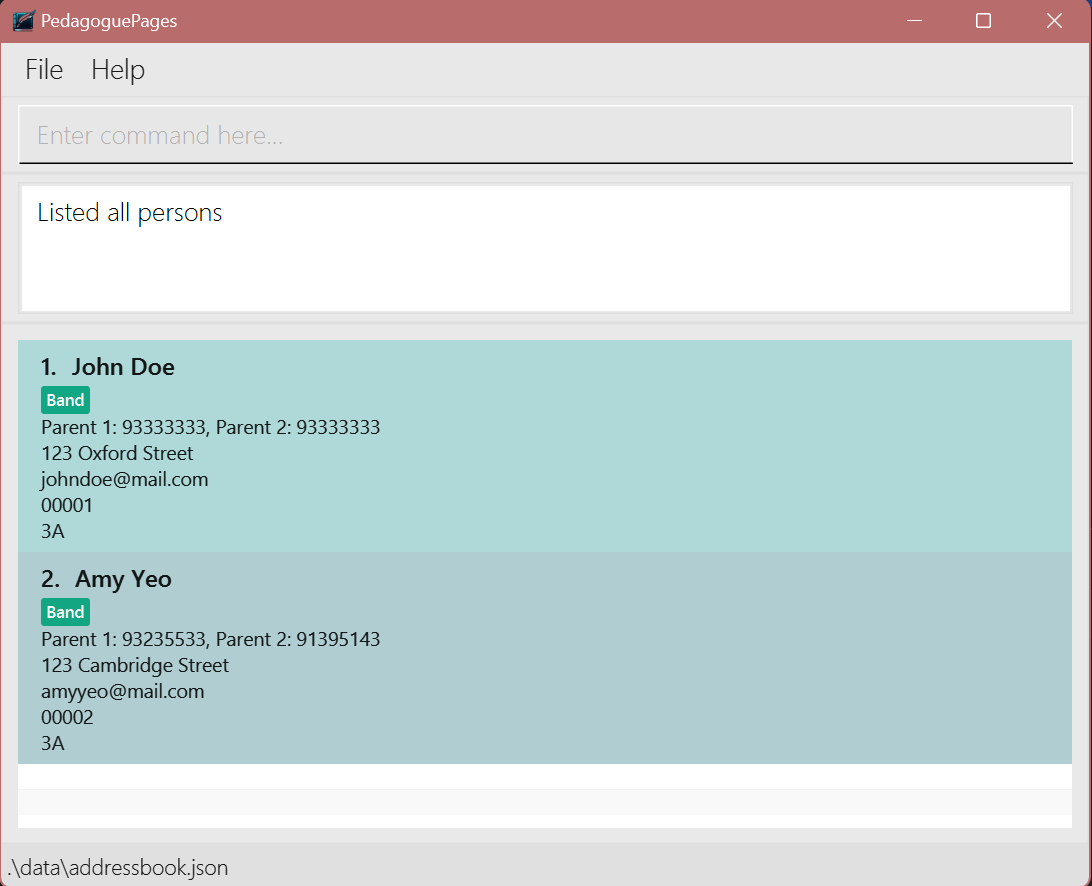 PedagoguePages
File Help
Enter command here...
Listed all persons
1. John Doe
Band
Parent 1: 93333333, Parent 2: 93333333
123 Oxford Street
johndoe@mail.com
00001
3A
2. Amy Yeo
Band
Parent 1: 93235533, Parent 2: 91395143
123 Cambridge Street
amyyeo@mail.com
00002
3A
.\data\addressbook.json